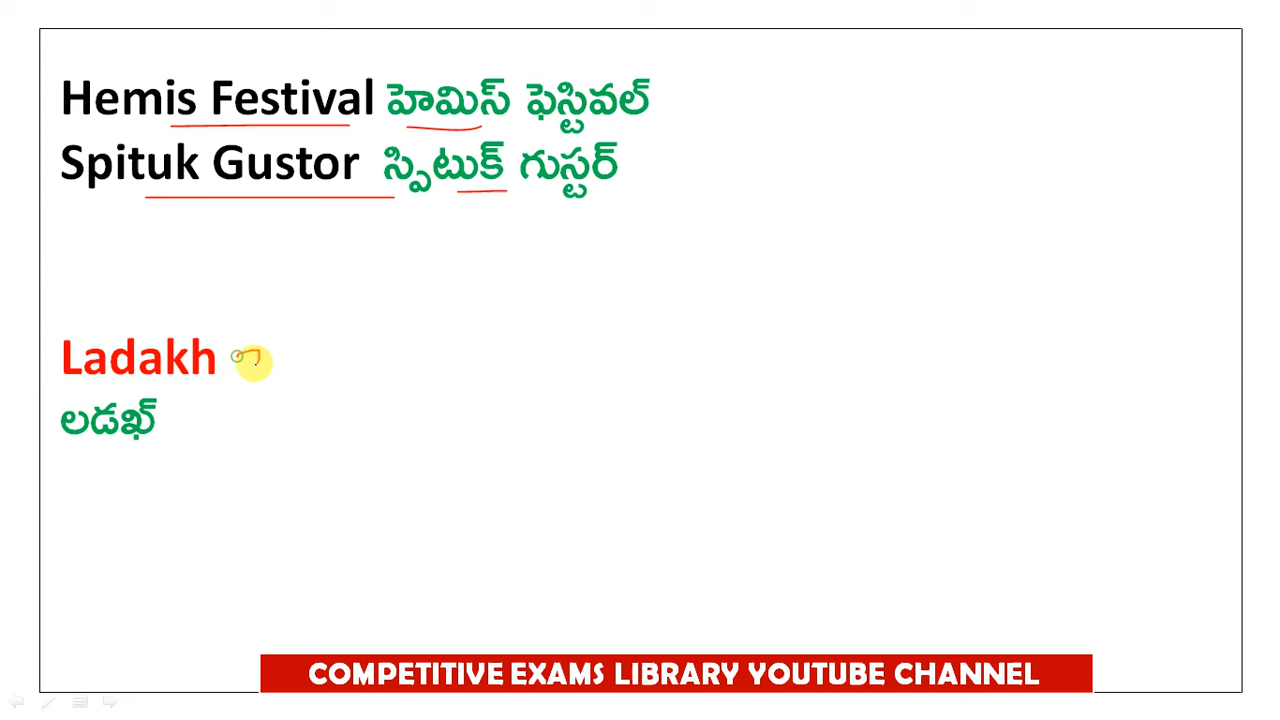 Hemis Festival హెమిస్ ఫెస్టివల్
Spituk Gustor స్పిటుక్ గుస్టర్
Ladakh
లడఖ్
COMPETITIVE EXAMS LIBRARY YOUTUBE CHANNEL